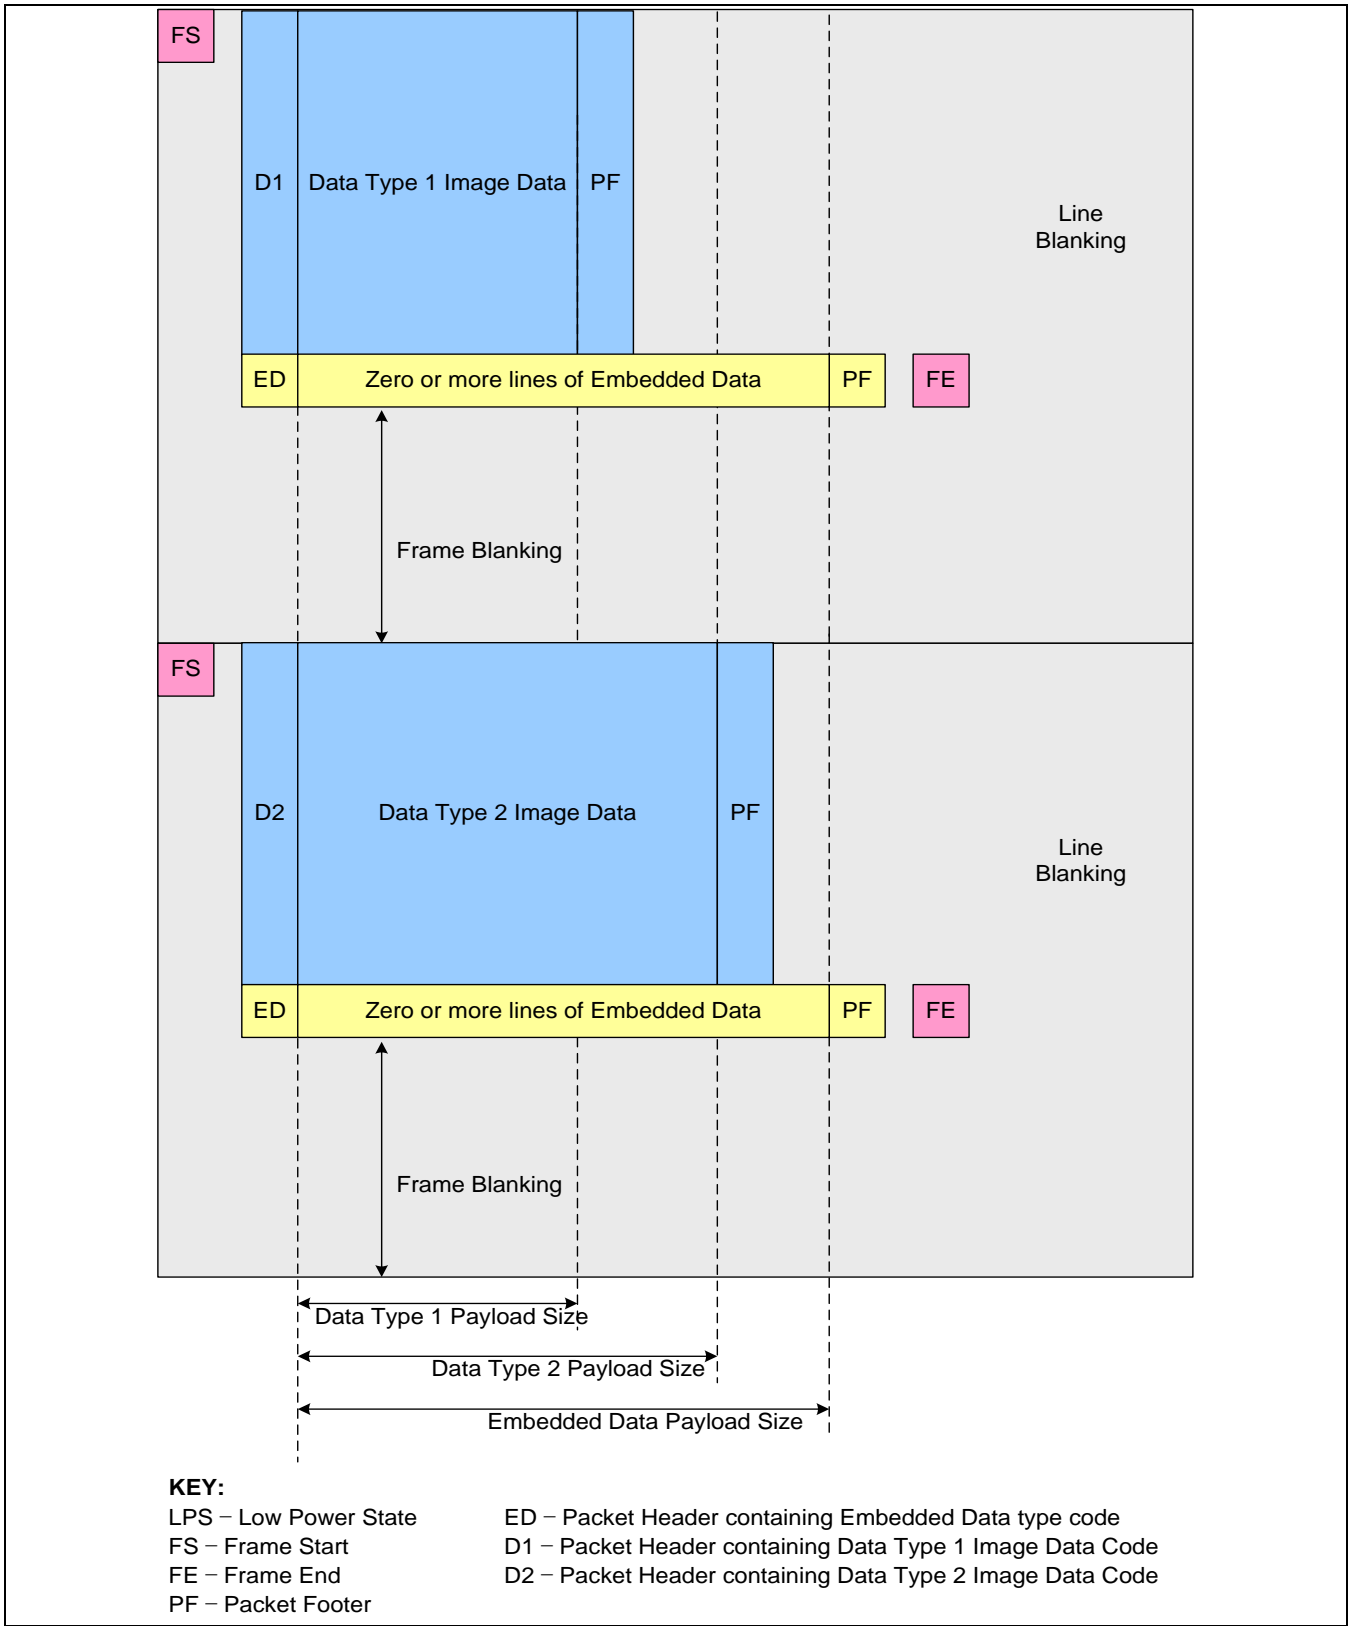 FS
D1 Data Type 1 Image Data PF
Line
Blanking
ED Zero or more lines of Embedded Data PF FE
Frame Blanking
FS
D2 Data Type 2 Image Data PF
Line
Blanking
ED Zero or more lines of Embedded Data PF FE
Frame Blanking
Data Type 1 Payload Size
Data Type 2 Payload Size
Embedded Data Payload Size
KEY:
LPS – Low Power State
FS – Frame Start
FE – Frame End
PF – Packet Footer
ED – Packet Header containing Embedded Data type code
D1 – Packet Header containing Data Type 1 Image Data Code
D2 – Packet Header containing Data Type 2 Image Data Code